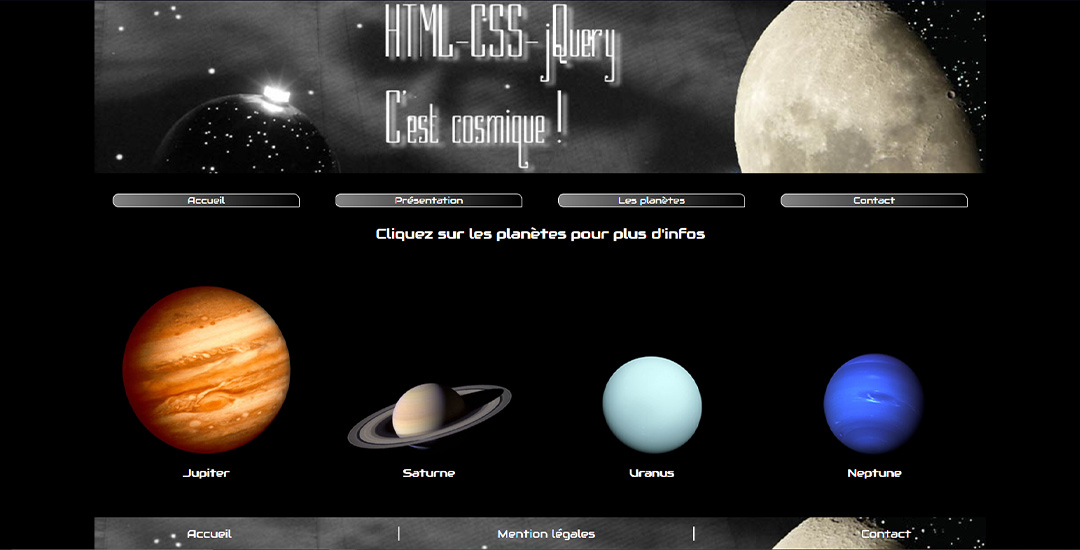 HTML-CSS-jQuery
C'est cosmique !
Accueil
Présentation
Les planètes
Contact
Cliquez sur les planètes pour plus d'infos
Jupiter
Saturne
Uranus
Neptune
Accueil
Mention légales
Contact